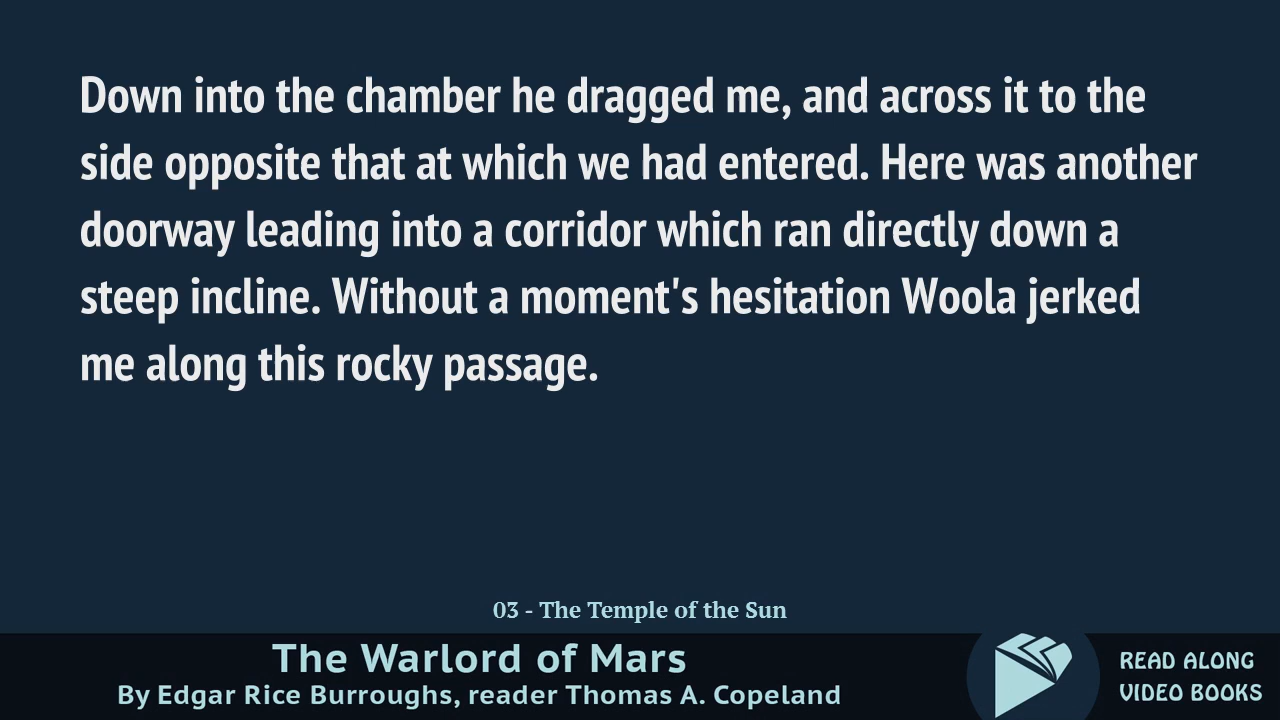 Down into the chamber he dragged me, and across it to the
side opposite that at which we had entered. Here was another
doorway leading into a corridor which ran directly down a
steep incline. Without a moment's hesitation Woola jerked
me along this rocky passage.
03 - The Temple of the Sun
The Warlord of Mars
By Edgar Rice Burroughs, reader Thomas A. Copeland
READ ALONG
VIDEO BOOKS